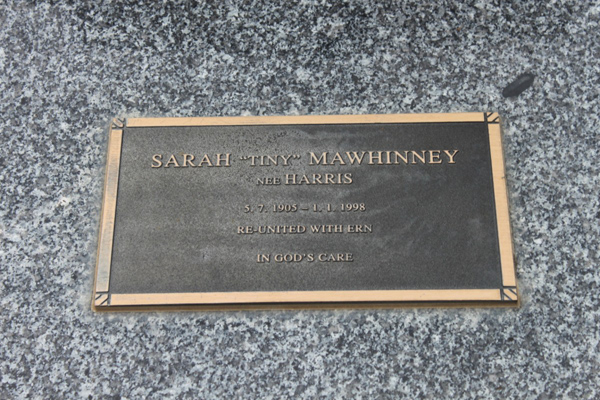 SARAH "TINY" MAWHINNEY
NEE HARRIS
5. 7. 1905 – 1. 1. 1998
RE-UNITED WITH ERN
IN GOD'S CARE